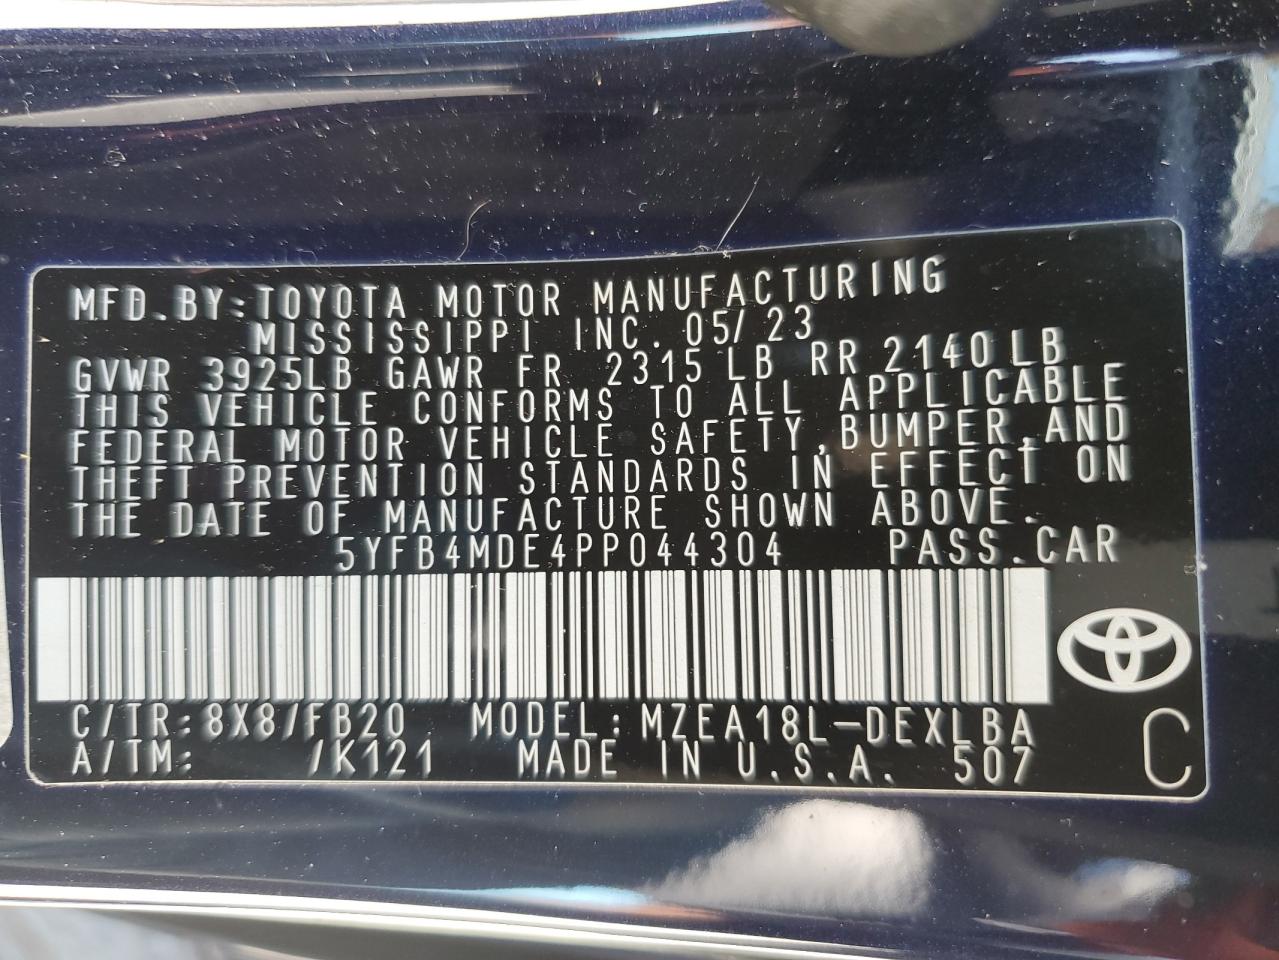 MFD.BY:TOYOTA MOTOR MANUFACTURING
MISSISSIPPI INC. 05/23
GVWR 3925LB GAWR FR 2315 LB RR 2140LB
THIS VEHICLE CONFORMS TO ALL APPLICABLE
FEDERAL MOTOR VEHICLE SAFETY,BUMPER,AND
THEFT PREVENTION STANDARDS IN EFFECT ON
THE DATE OF MANUFACTURE SHOWN ABOVE.
5YFB4MDE4PP044304 PASS.CAR
C/TR:8X8/FB20 MODEL:MZEA18L-DEXLBA
A/TM: /K121 MADE IN U.S.A. 507 C